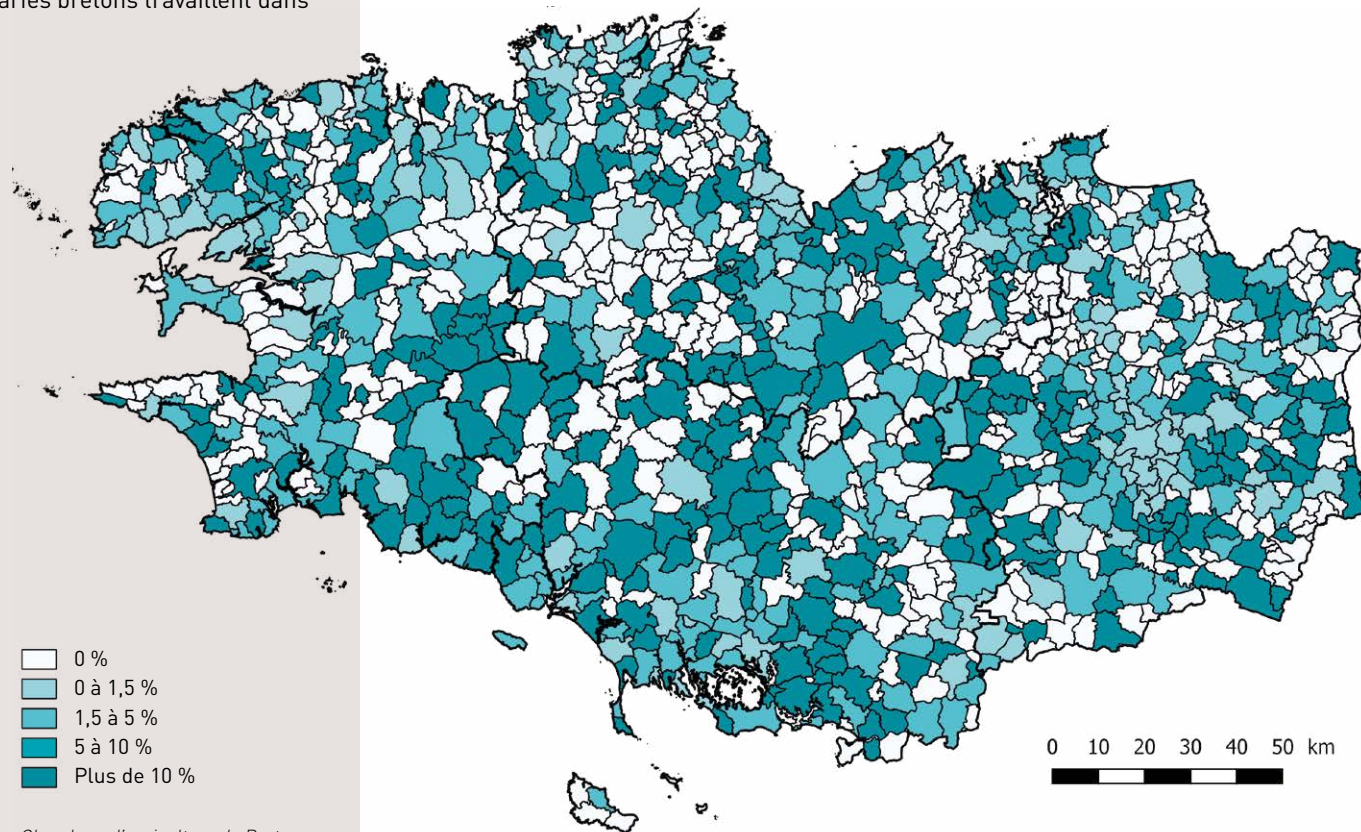 bretons travaillent dans
0 %
0 à 1,5 %
1,5 à 5 %
5 à 10 %
Plus de 10 %
0 10 20 30 40 50 km